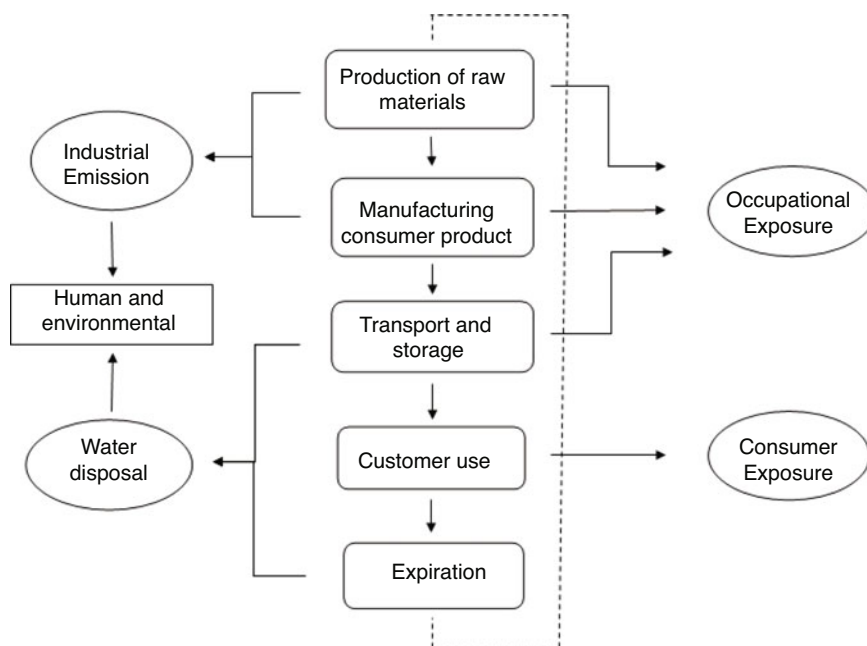 Production of raw
materials
Industrial
Emission
Manufacturing
consumer product
Occupational
Exposure
Human and
environmental
Transport and
storage
Water
disposal
Customer use
Consumer
Exposure
Expiration